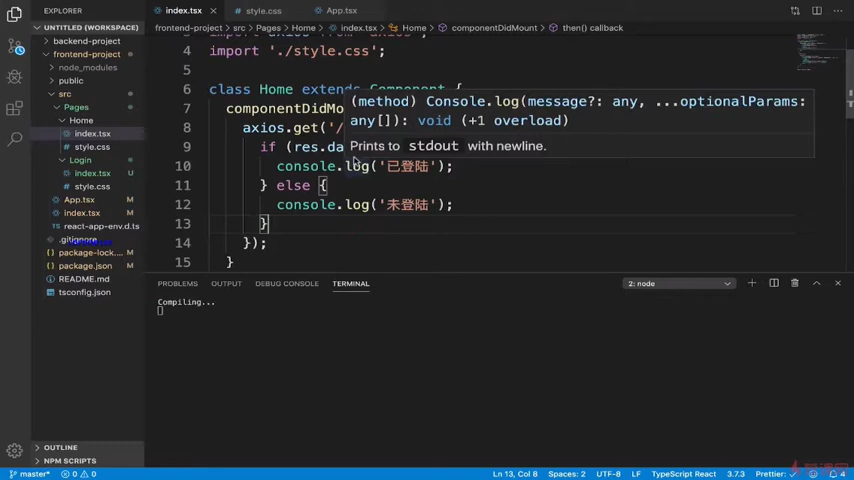 EXPLORER
index.tsx
style.css
App.tsx
UNTITLED (WORKSPACE)
backend-project
frontend-project
node_modules
public
src
Pages
Home
index.tsx
M
style.css
M
Login
index.tsx
U
style.css
App.tsx
M
index.tsx
M
react-app-env.d.ts
.gitignore
package-lock....
M
package.json
M
README.md
tsconfig.json
OUTLINE
NPM SCRIPTS
frontend-project > src > Pages > Home > index.tsx > Home > componentDidMount > then() callback
4 import './style.css';
5
6 class Home extends Component {
7 componentDidMo
8 axios.get('/
9 if (res.da
10 console.log('已登陆');
11 } else {
12 console.log('未登陆');
13 }
14 });
15 }
(method) Console.log(message?: any, ...optionalParams:
any[]): void (+1 overload)
Prints to stdout with newline.
PROBLEMS OUTPUT DEBUG CONSOLE TERMINAL
2: node
Compiling...
master* 0 0 Ln 13, Col 8 Spaces: 2 UTF-8 LF TypeScript React 3.7.3 Prettier: ✓ 4